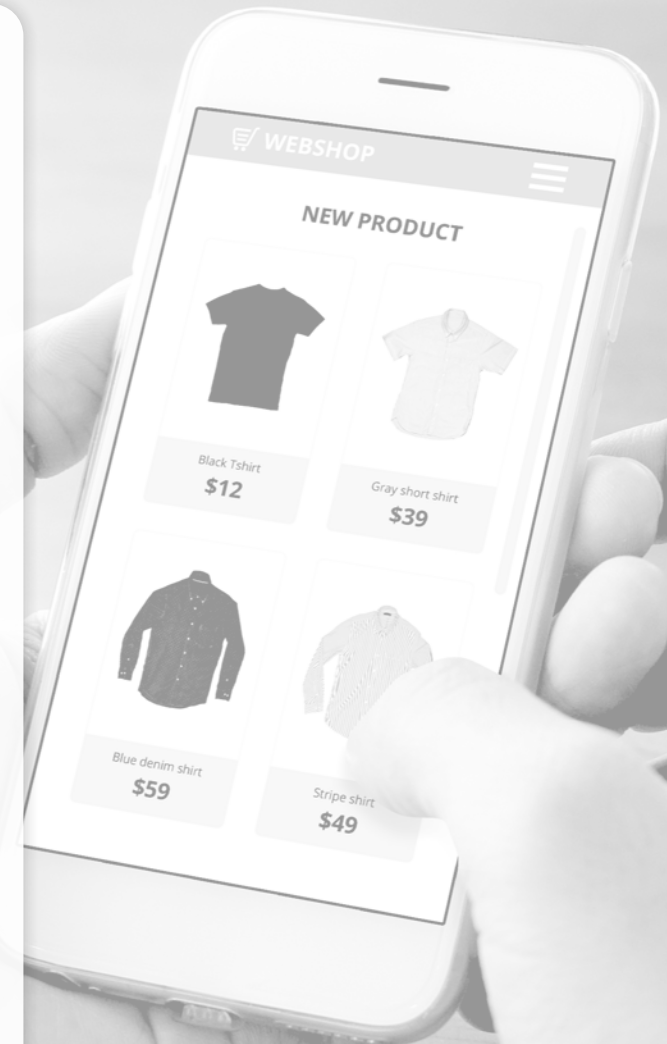 WEBSHOP
NEW PRODUCT
Black Tshirt
$12
Gray short shirt
$39
Blue denim shirt
$59
Stripe shirt
$49